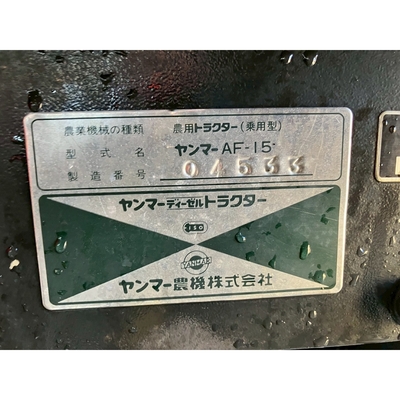 農業機械の種類 農用トラクター(乗用型)
型式名 ヤンマーAF-15-
製造番号 04533
ヤンマーディーゼルトラクター
ISO
YANMAR
ヤンマー農機株式会社